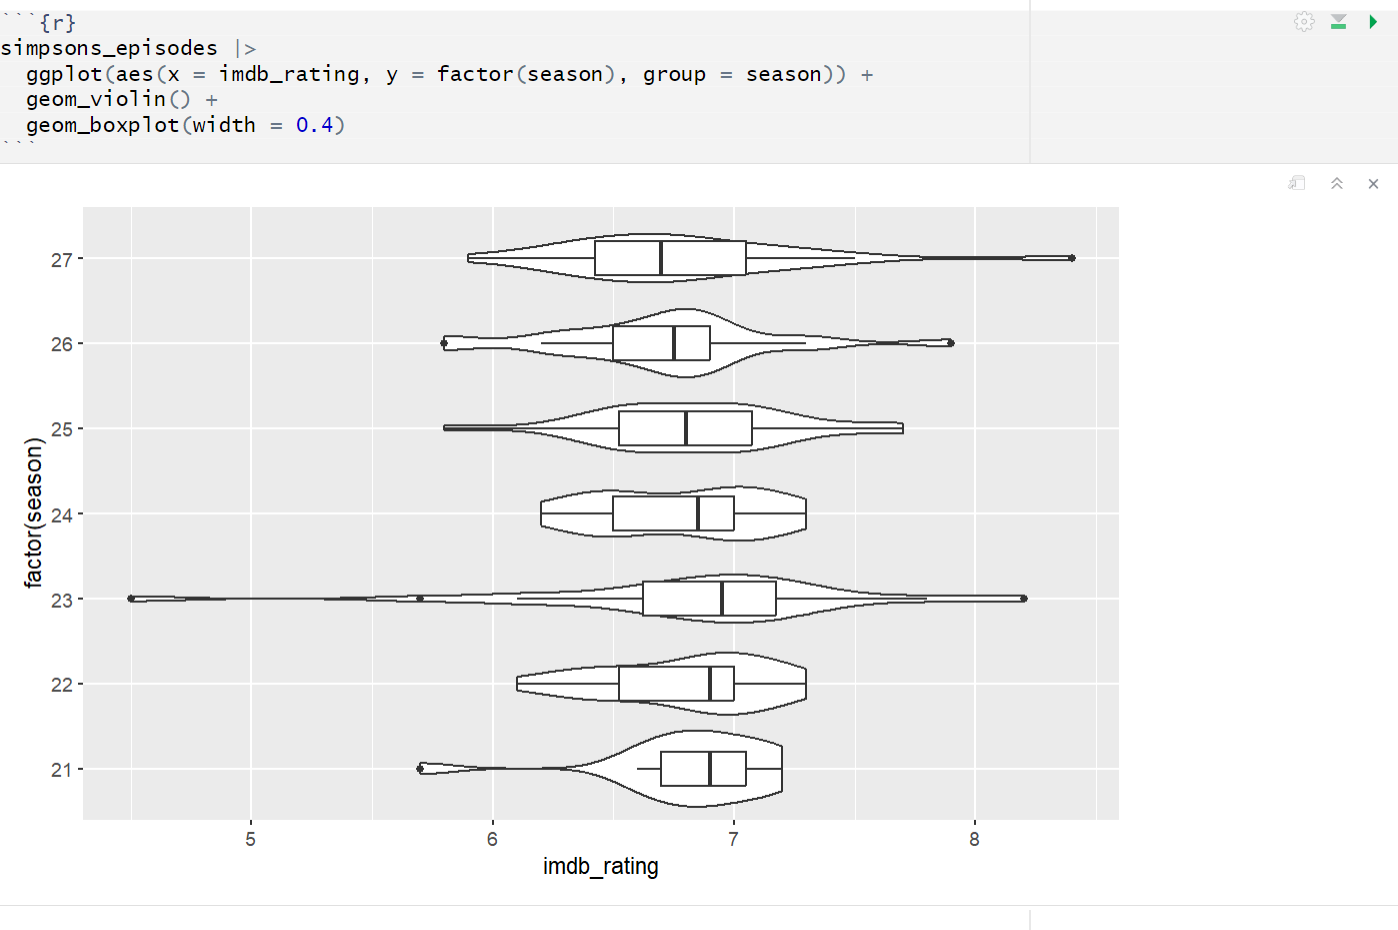 ```{r}
simpsons_episodes |>
  ggplot(aes(x = imdb_rating, y = factor(season), group = season)) +
  geom_violin() +
  geom_boxplot(width = 0.4)
```
27
26
25
24
23
22
21
factor(season)
5 6 7 8
imdb_rating